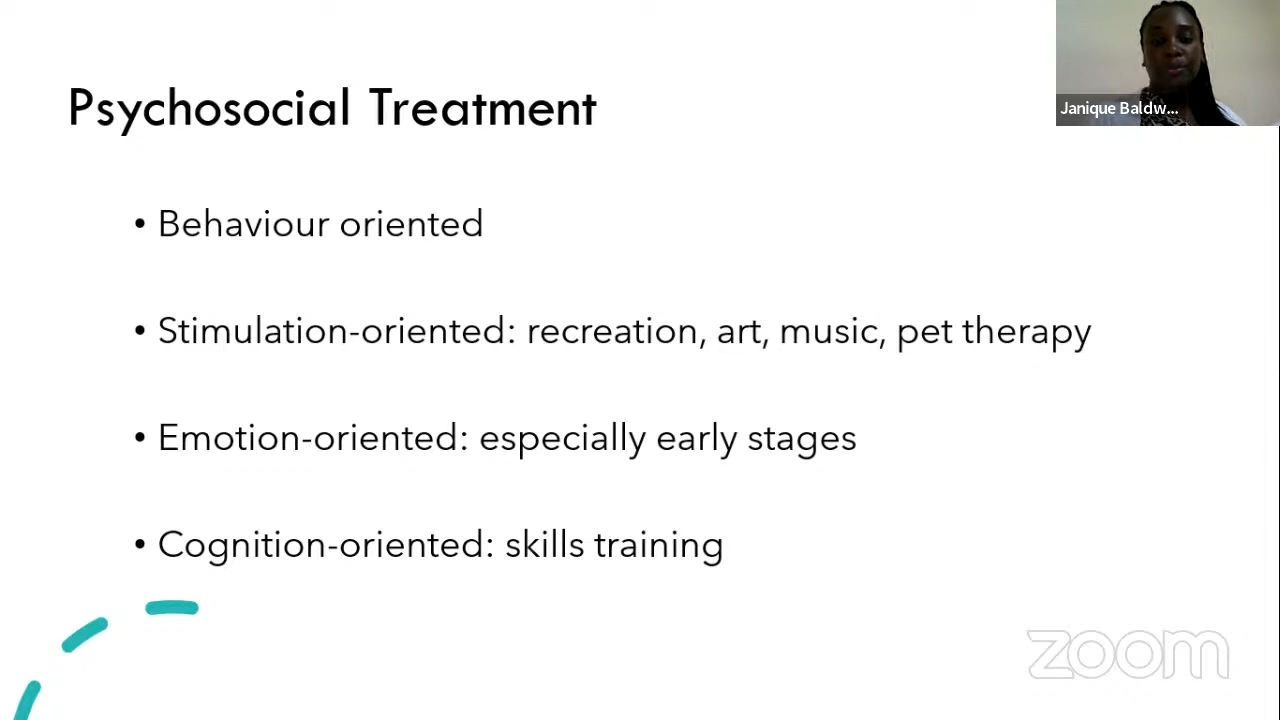 Psychosocial Treatment
Janique Baldw...
• Behaviour oriented
• Stimulation-oriented: recreation, art, music, pet therapy
• Emotion-oriented: especially early stages
• Cognition-oriented: skills training
zoom